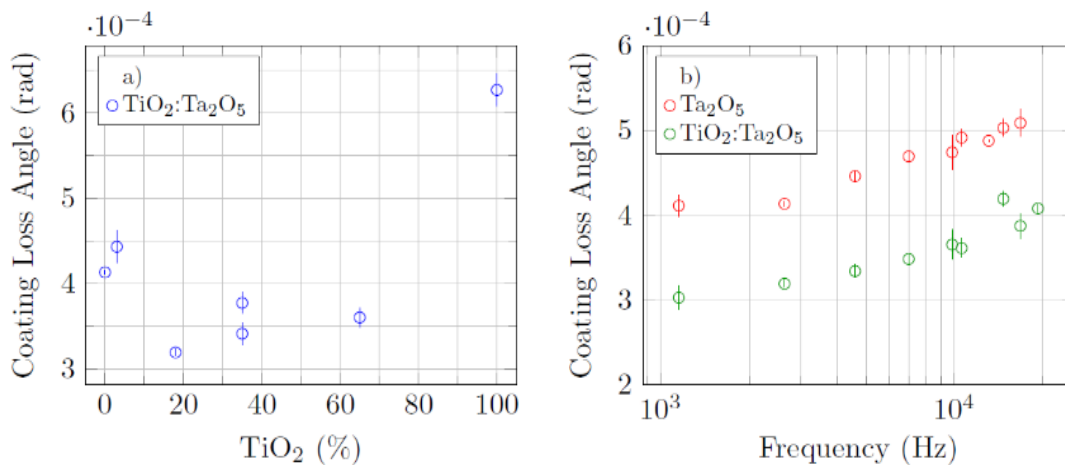 ·10⁻⁴
a)
TiO₂:Ta₂O₅
6
5
4
3
0 20 40 60 80 100
TiO₂ (%)
Coating Loss Angle (rad)
·10⁻⁴
b)
Ta₂O₅
TiO₂:Ta₂O₅
6
5
4
3
2
10³ 10⁴
Frequency (Hz)
Coating Loss Angle (rad)